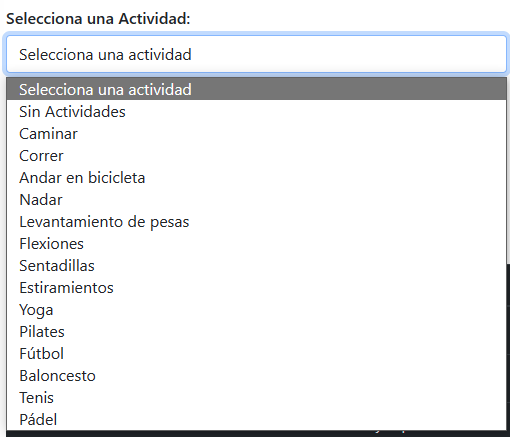 Selecciona una Actividad:
Selecciona una actividad
Selecciona una actividad
Sin Actividades
Caminar
Correr
Andar en bicicleta
Nadar
Levantamiento de pesas
Flexiones
Sentadillas
Estiramientos
Yoga
Pilates
Fútbol
Baloncesto
Tenis
Pádel